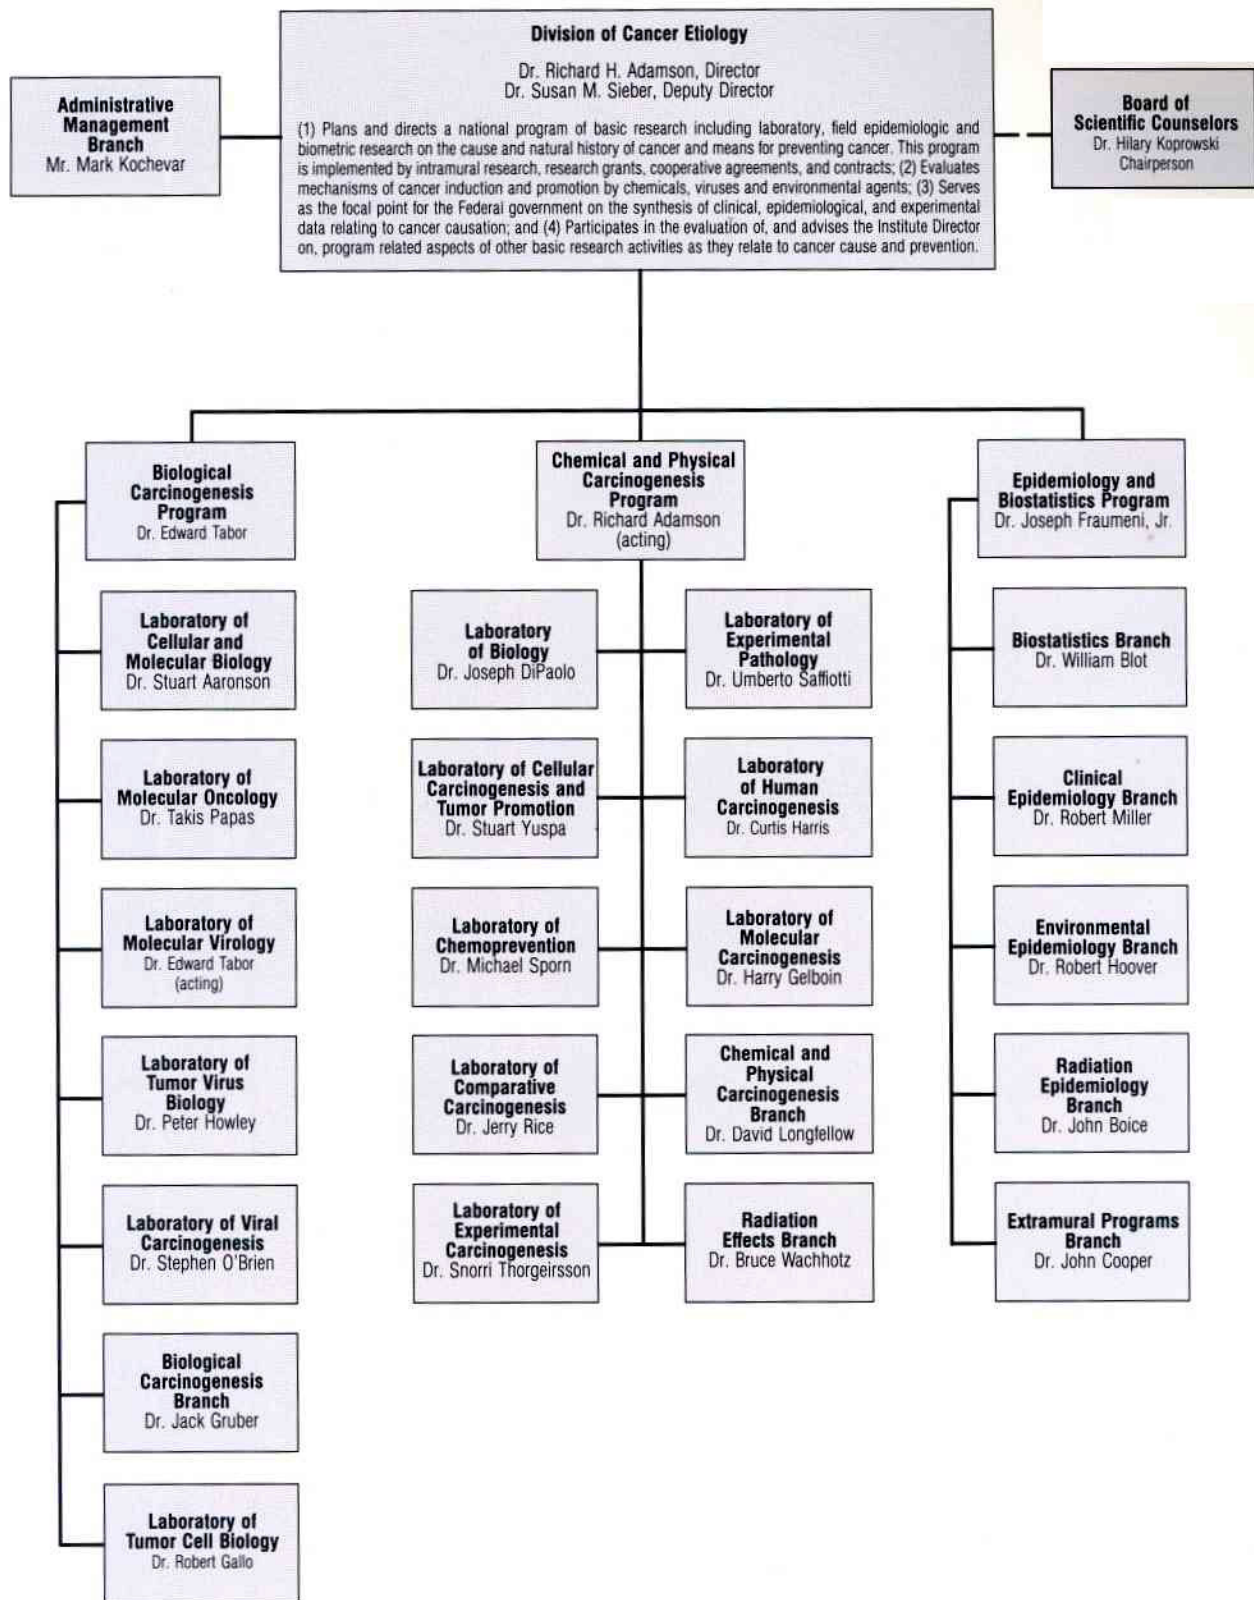 Division of Cancer Etiology
Dr. Richard H. Adamson, Director
Dr. Susan M. Sieber, Deputy Director
(1) Plans and directs a national program of basic research including laboratory, field epidemiologic and
biometric research on the cause and natural history of cancer and means for preventing cancer. This program
is implemented by intramural research, research grants, cooperative agreements, and contracts; (2) Evaluates
mechanisms of cancer induction and promotion by chemicals, viruses and environmental agents; (3) Serves
as the focal point for the Federal government on the synthesis of clinical, epidemiological, and experimental
data relating to cancer causation; and (4) Participates in the evaluation of, and advises the Institute Director
on, program related aspects of other basic research activities as they relate to cancer cause and prevention.
Administrative
Management
Branch
Mr. Mark Kochevar
Board of
Scientific Counselors
Dr. Hilary Koprowski
Chairperson
Biological
Carcinogenesis
Program
Dr. Edward Tabor
Laboratory of
Cellular and
Molecular Biology
Dr. Stuart Aaronson
Laboratory of
Molecular Oncology
Dr. Takis Papas
Laboratory of
Molecular Virology
Dr. Edward Tabor
(acting)
Laboratory of
Tumor Virus
Biology
Dr. Peter Howley
Laboratory of Viral
Carcinogenesis
Dr. Stephen O'Brien
Biological
Carcinogenesis
Branch
Dr. Jack Gruber
Laboratory of
Tumor Cell Biology
Dr. Robert Gallo
Chemical and Physical
Carcinogenesis
Program
Dr. Richard Adamson
(acting)
Laboratory
of Biology
Dr. Joseph DiPaolo
Laboratory of
Experimental
Pathology
Dr. Umberto Saffiotti
Laboratory of Cellular
Carcinogenesis and
Tumor Promotion
Dr. Stuart Yuspa
Laboratory
of Human
Carcinogenesis
Dr. Curtis Harris
Laboratory of
Chemoprevention
Dr. Michael Sporn
Laboratory of
Molecular
Carcinogenesis
Dr. Harry Gelboin
Laboratory of
Comparative
Carcinogenesis
Dr. Jerry Rice
Chemical and
Physical
Carcinogenesis
Branch
Dr. David Longfellow
Laboratory of
Experimental
Carcinogenesis
Dr. Snorri Thorgeirsson
Radiation
Effects Branch
Dr. Bruce Wachhotz
Epidemiology and
Biostatistics Program
Dr. Joseph Fraumeni, Jr.
Biostatistics Branch
Dr. William Blot
Clinical
Epidemiology Branch
Dr. Robert Miller
Environmental
Epidemiology Branch
Dr. Robert Hoover
Radiation
Epidemiology
Branch
Dr. John Boice
Extramural Programs
Branch
Dr. John Cooper